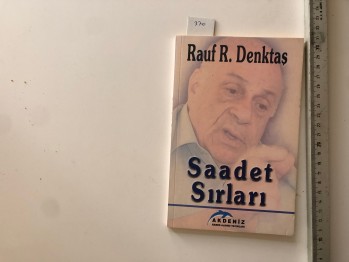 Rauf R. Denktaş
Saadet
Sırları
AKDENİZ